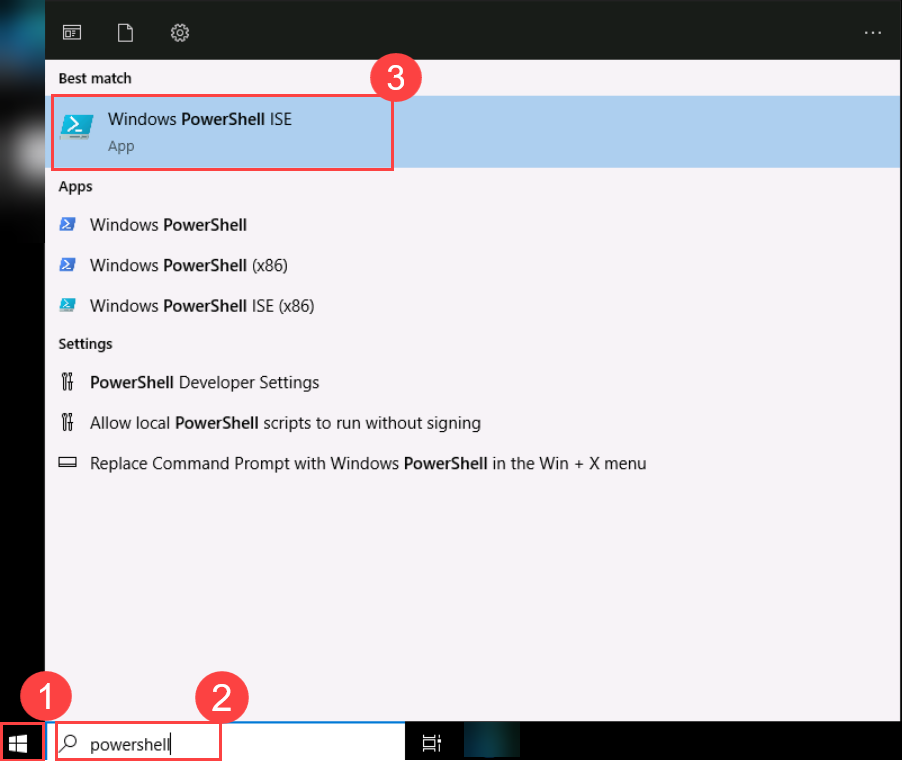 ...
Best match
3
Windows PowerShell ISE
App
Apps
Windows PowerShell
Windows PowerShell (x86)
Windows PowerShell ISE (x86)
Settings
PowerShell Developer Settings
Allow local PowerShell scripts to run without signing
Replace Command Prompt with Windows PowerShell in the Win + X menu
1
2
powershell